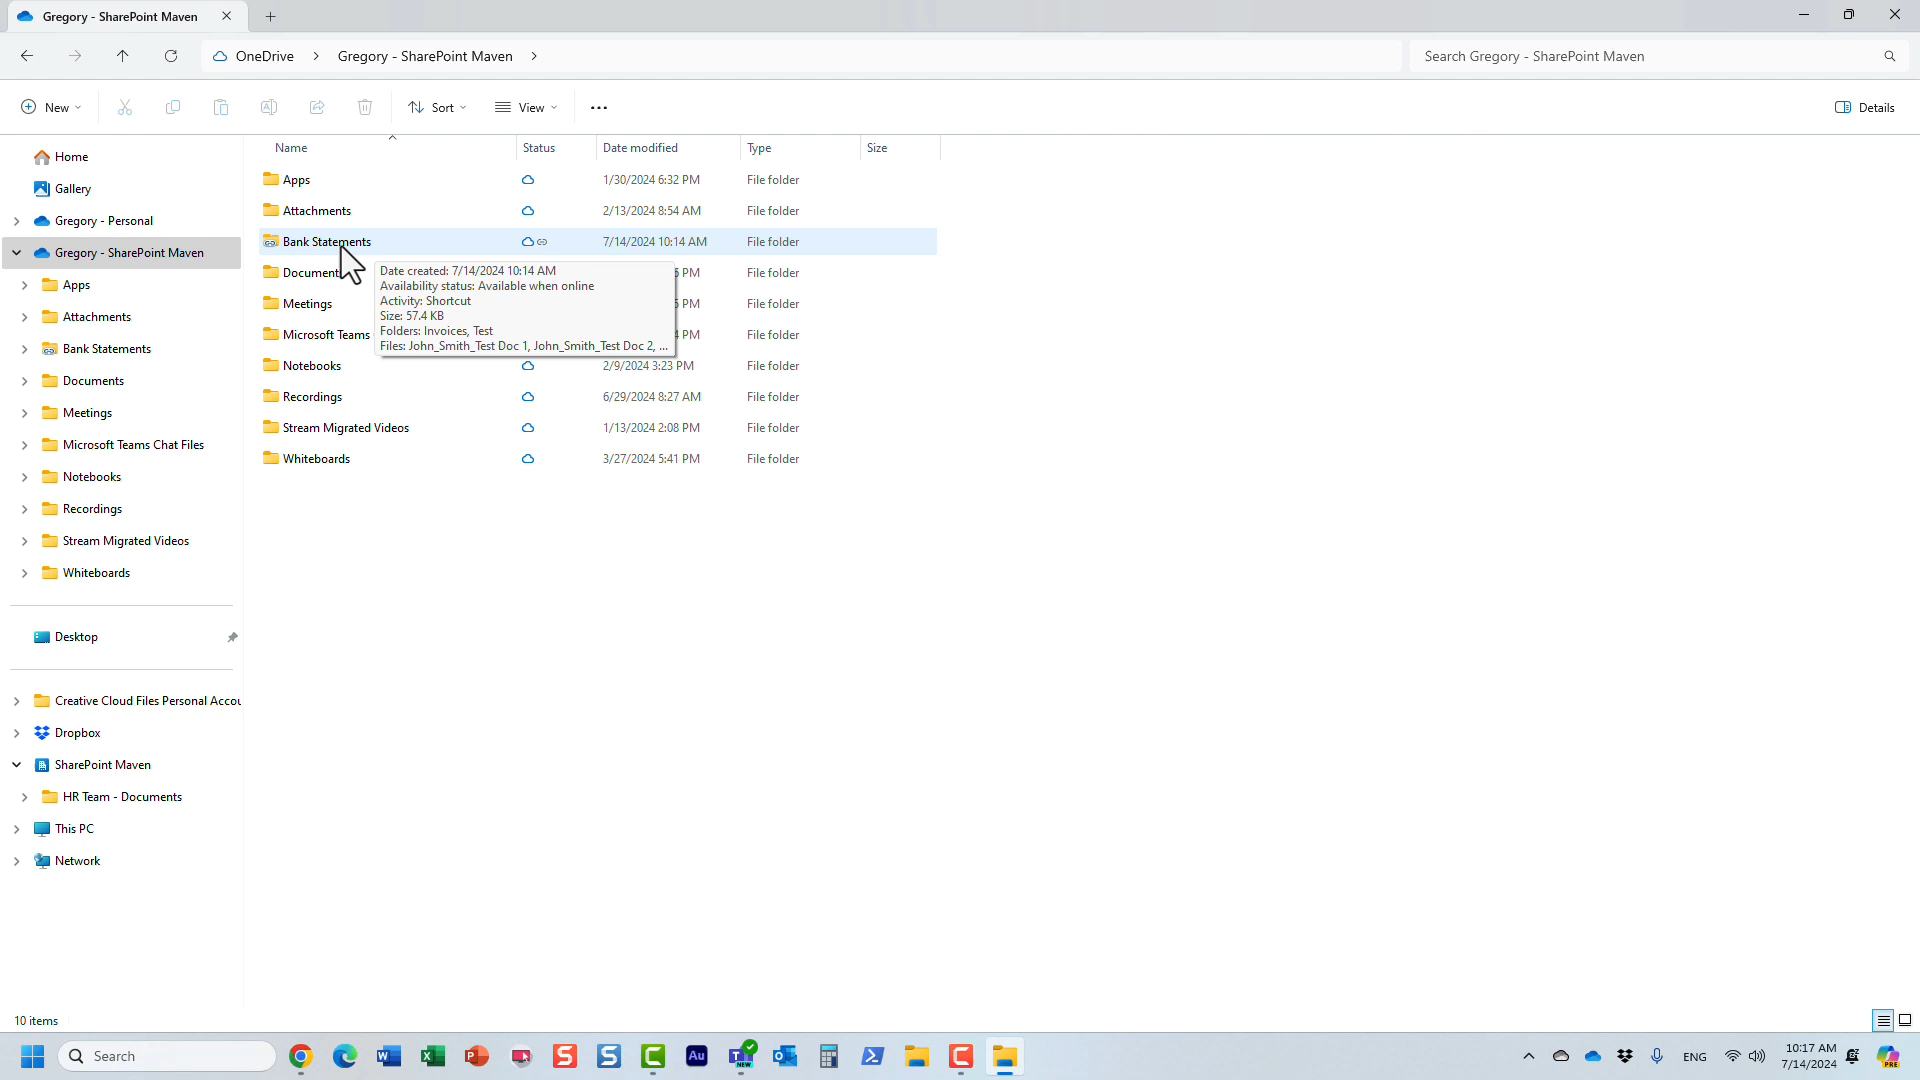 Gregory - SharePoint Maven
OneDrive > Gregory - SharePoint Maven >
Search Gregory - SharePoint Maven
New
Sort
View
Details
Name Status Date modified Type Size
Home
Gallery
Gregory - Personal
Gregory - SharePoint Maven
Apps
Attachments
Bank Statements
Documents
Meetings
Microsoft Teams Chat Files
Notebooks
Recordings
Stream Migrated Videos
Whiteboards
Desktop
Creative Cloud Files Personal Accou
Dropbox
SharePoint Maven
HR Team - Documents
This PC
Network
Apps 1/30/2024 6:32 PM File folder
Attachments 2/13/2024 8:54 AM File folder
Bank Statements 7/14/2024 10:14 AM File folder
Document PM File folder
Meetings PM File folder
Microsoft Teams PM File folder
Notebooks 2/9/2024 3:23 PM File folder
Recordings 6/29/2024 8:27 AM File folder
Stream Migrated Videos 1/13/2024 2:08 PM File folder
Whiteboards 3/27/2024 5:41 PM File folder
Date created: 7/14/2024 10:14 AM
Availability status: Available when online
Activity: Shortcut
Size: 57.4 KB
Folders: Invoices, Test
Files: John_Smith_Test Doc 1, John_Smith_Test Doc 2, ...
10 items
Search
Au
NEW
ENG
10:17 AM
7/14/2024
PRE